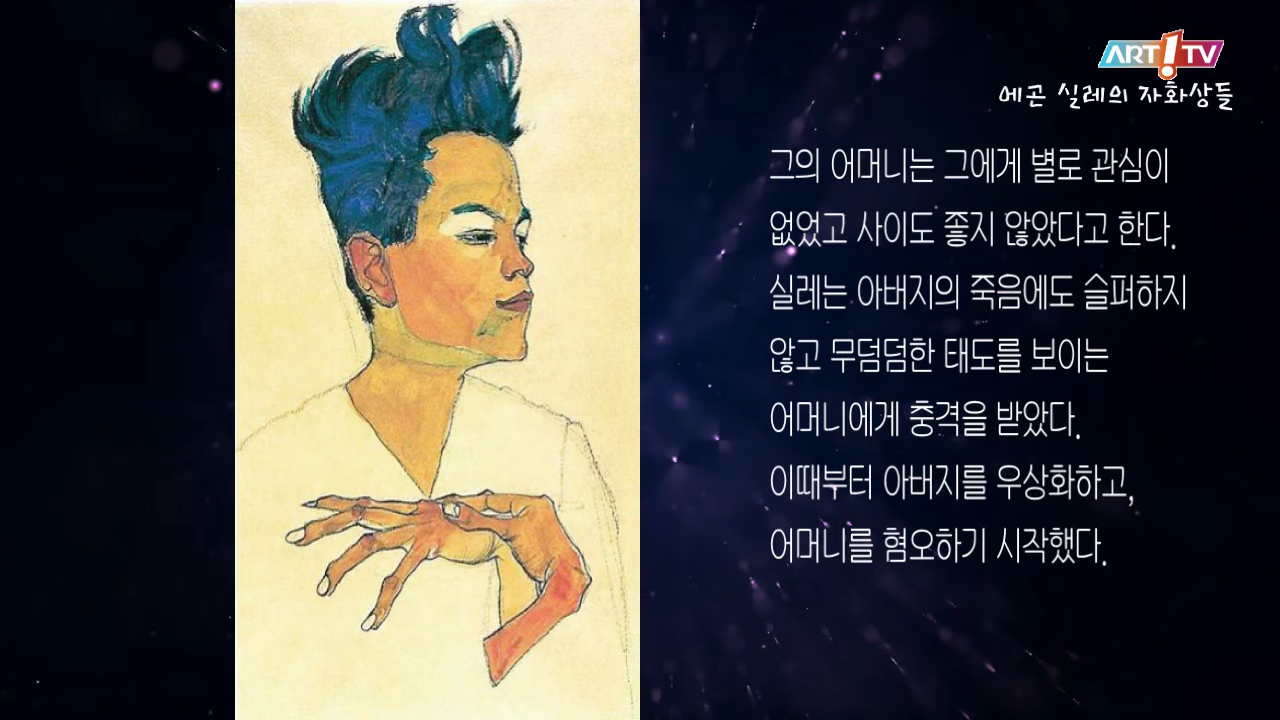 ART!TV
에곤 실레의 자화상들
그의 어머니는 그에게 별로 관심이
없었고 사이도 좋지 않았다고 한다.
실레는 아버지의 죽음에도 슬퍼하지
않고 무덤덤한 태도를 보이는
어머니에게 충격을 받았다.
이때부터 아버지를 우상화하고,
어머니를 혐오하기 시작했다.